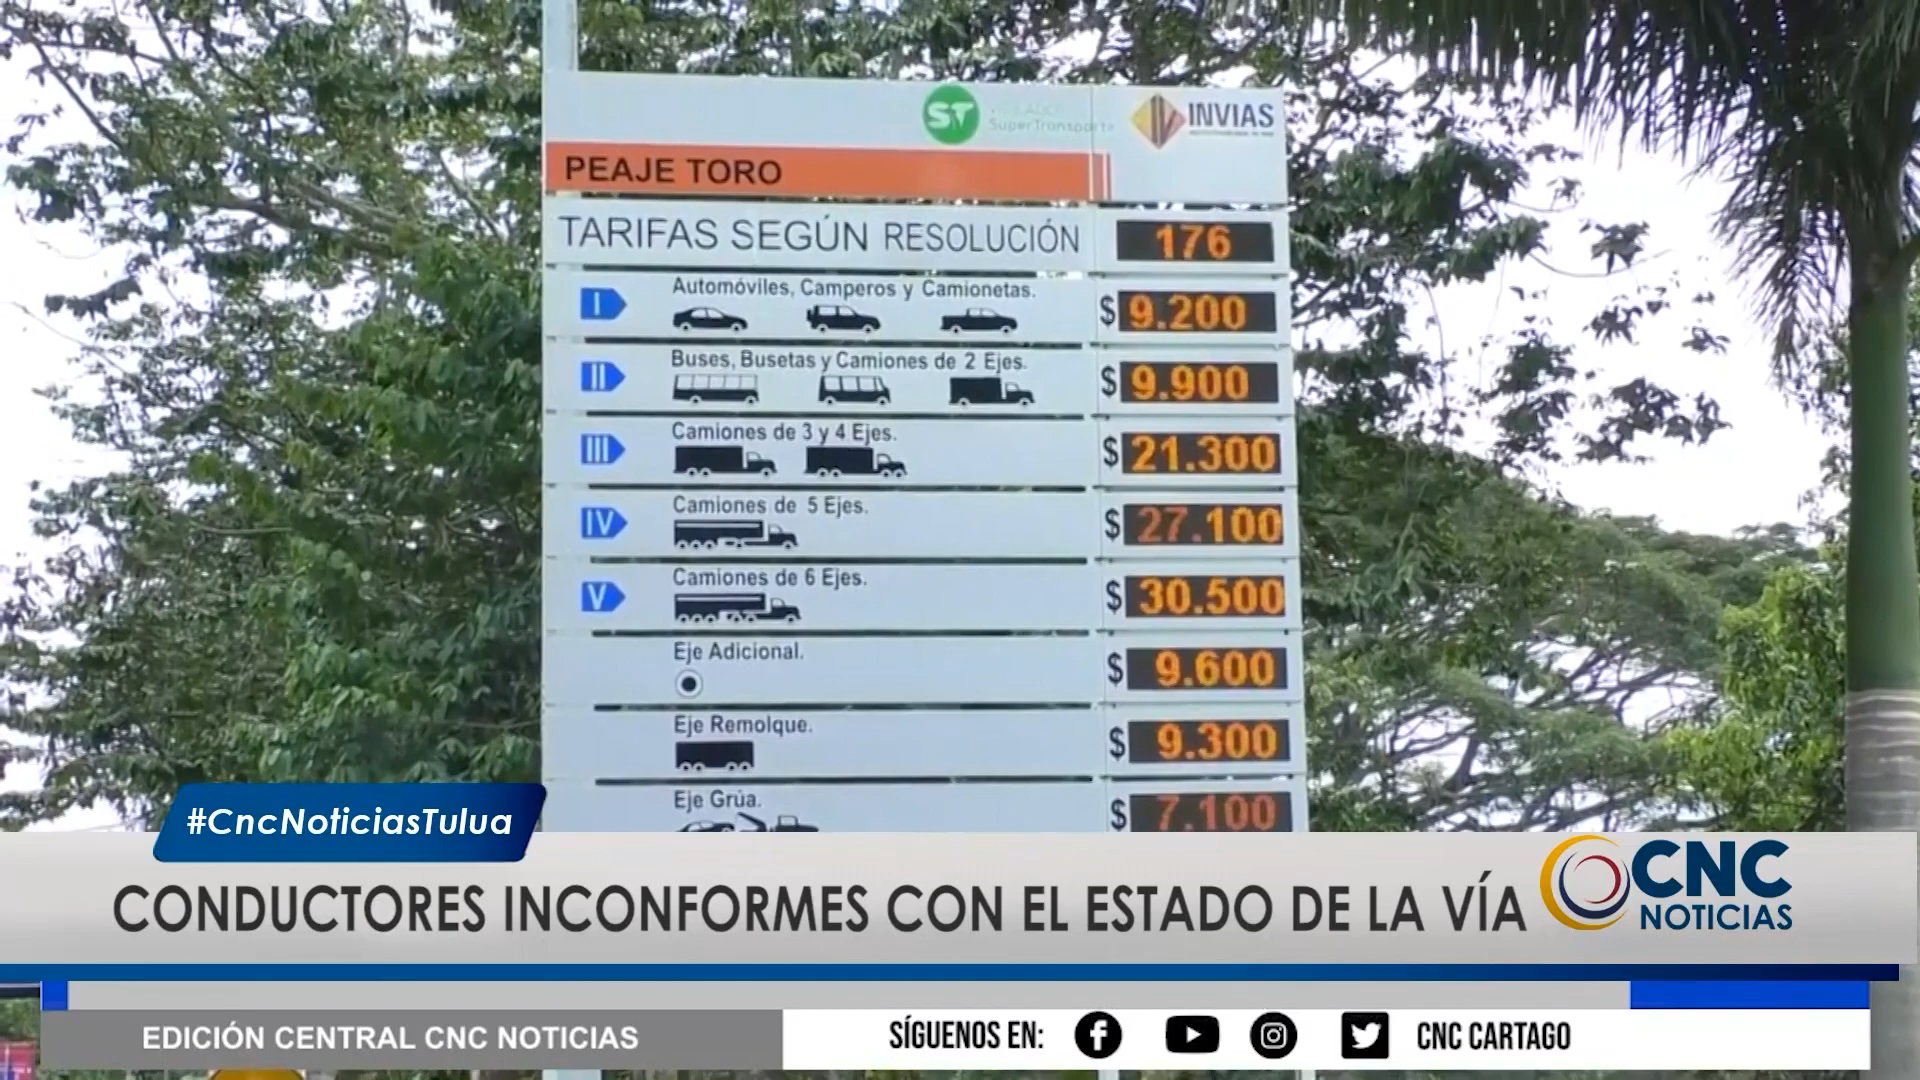 ST
SuperTransporte
INVIAS
PEAJE TORO
TARIFAS SEGÚN RESOLUCIÓN 176
I Automóviles, Camperos y Camionetas. $ 9.200
II Buses, Busetas y Camiones de 2 Ejes. $ 9.900
III Camiones de 3 y 4 Ejes. $ 21.300
IV Camiones de 5 Ejes. $ 27.100
V Camiones de 6 Ejes. $ 30.500
Eje Adicional. $ 9.600
Eje Remolque. $ 9.300
Eje Grúa. $ 7.100
#CncNoticiasTulua
CONDUCTORES INCONFORMES CON EL ESTADO DE LA VÍA
CNC
NOTICIAS
EDICIÓN CENTRAL CNC NOTICIAS
SÍGUENOS EN: CNC CARTAGO